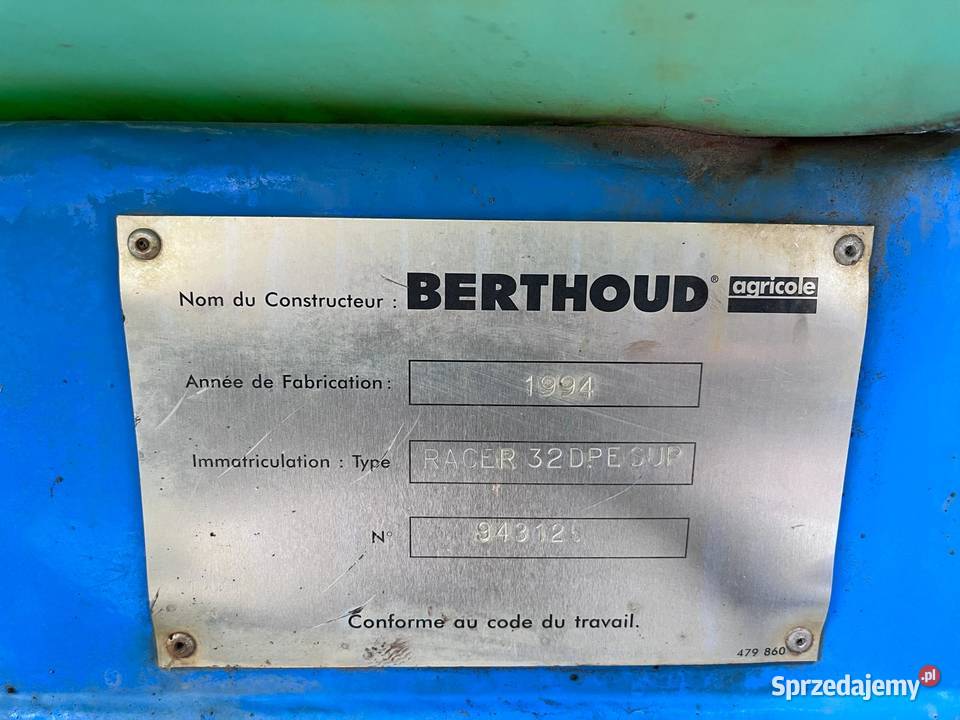 Nom du Constructeur : BERTHOUD® agricole
Année de Fabrication : 1994
Immatriculation : Type RACER 32DPE SUP
N°
Conforme au code du travail.
479 860
Sprzedajemy.pl